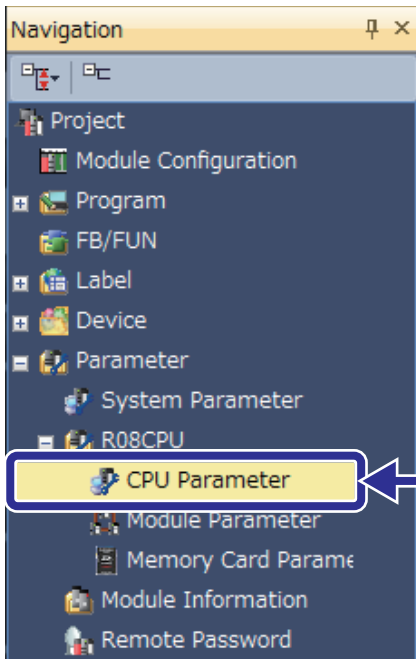 Navigation
Project
Module Configuration
Program
FB/FUN
Label
Device
Parameter
System Parameter
R08CPU
CPU Parameter
Module Parameter
Memory Card Parame
Module Information
Remote Password